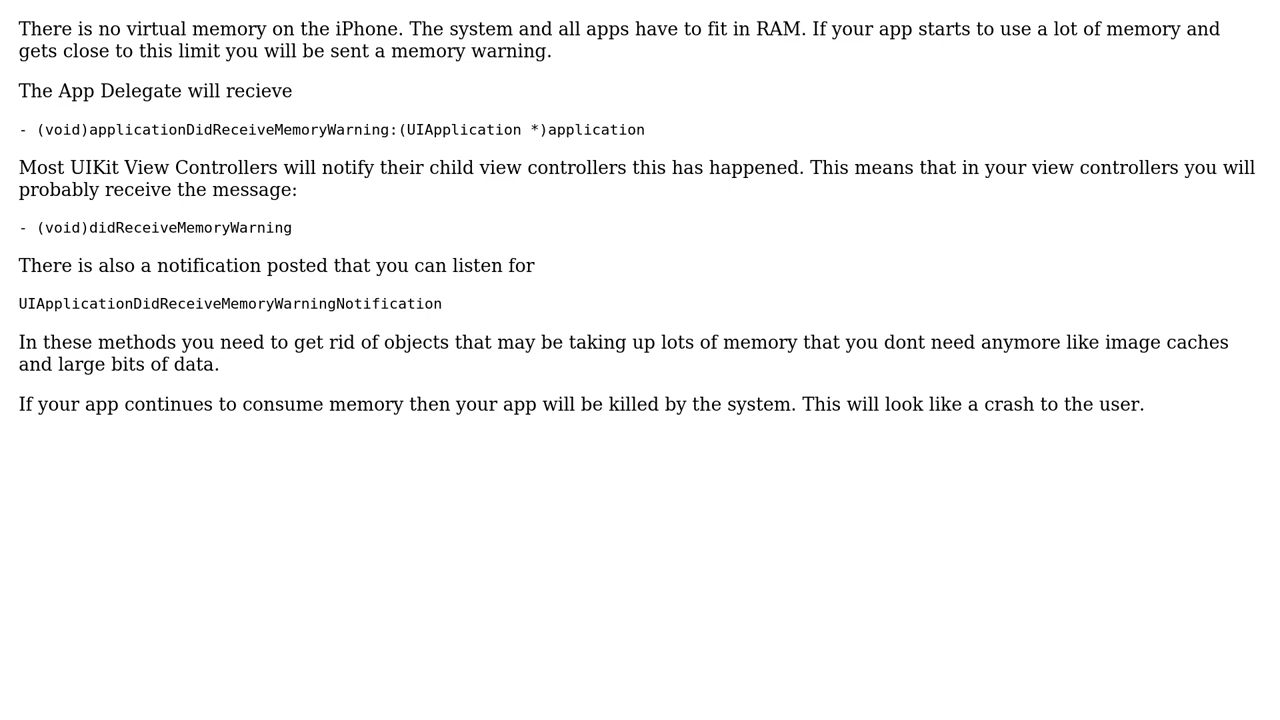 There is no virtual memory on the iPhone. The system and all apps have to fit in RAM. If your app starts to use a lot of memory and
gets close to this limit you will be sent a memory warning.
The App Delegate will recieve
- (void)applicationDidReceiveMemoryWarning:(UIApplication *)application
Most UIKit View Controllers will notify their child view controllers this has happened. This means that in your view controllers you will
probably receive the message:
- (void)didReceiveMemoryWarning
There is also a notification posted that you can listen for
UIApplicationDidReceiveMemoryWarningNotification
In these methods you need to get rid of objects that may be taking up lots of memory that you dont need anymore like image caches
and large bits of data.
If your app continues to consume memory then your app will be killed by the system. This will look like a crash to the user.